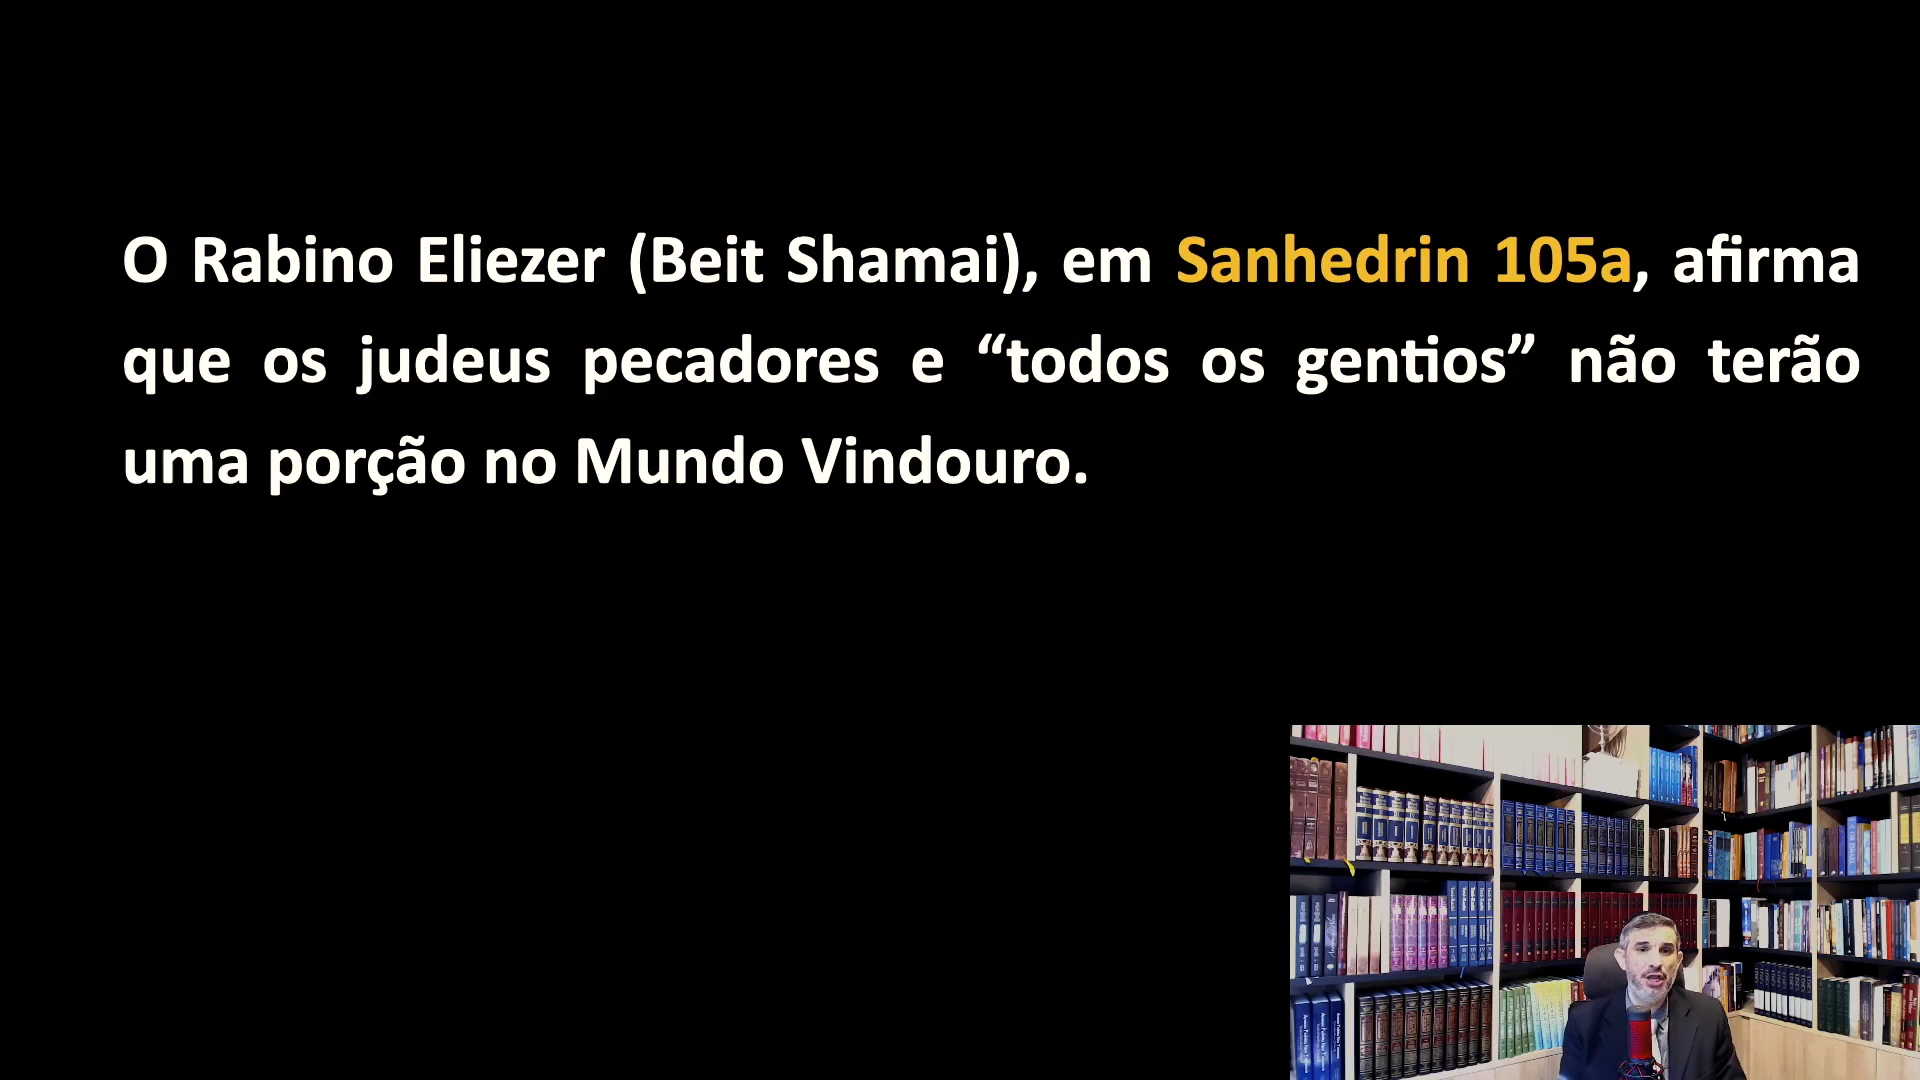 O Rabino Eliezer (Beit Shamai), em Sanhedrin 105a, afirma
que os judeus pecadores e “todos os gentios” não terão
uma porção no Mundo Vindouro.